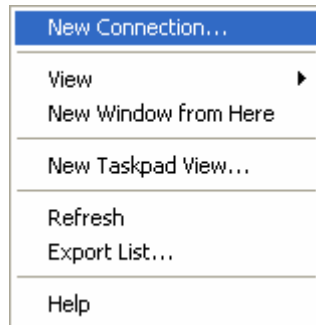 New Connection...
View
New Window from Here
New Taskpad View...
Refresh
Export List...
Help